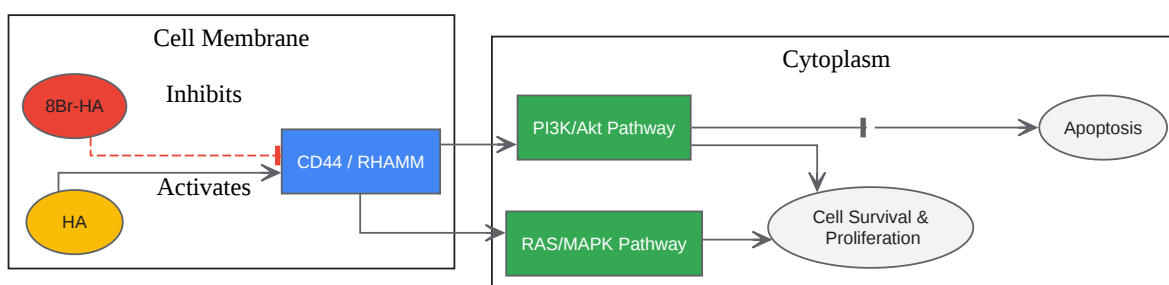 Cell Membrane
Cytoplasm
8Br-HA
Inhibits
PI3K/Akt Pathway
Apoptosis
CD44 / RHAMM
Activates
HA
Cell Survival &
Proliferation
RAS/MAPK Pathway